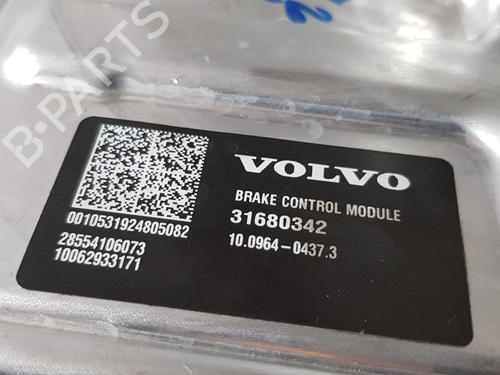 B-PARTS
VOLVO
BRAKE CONTROL MODULE
31680342
10.0964-0437.3
0010531924805082
28554106073
10062933171